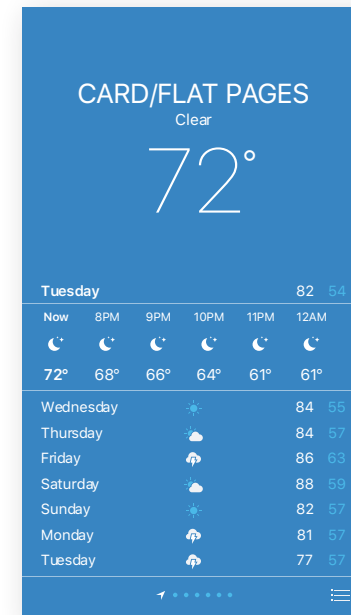 CARD/FLAT PAGES
Clear
72°
Tuesday 82 54
Now 8PM 9PM 10PM 11PM 12AM
72° 68° 66° 64° 61° 61°
Wednesday 84 55
Thursday 84 57
Friday 86 63
Saturday 88 59
Sunday 82 57
Monday 81 57
Tuesday 77 57